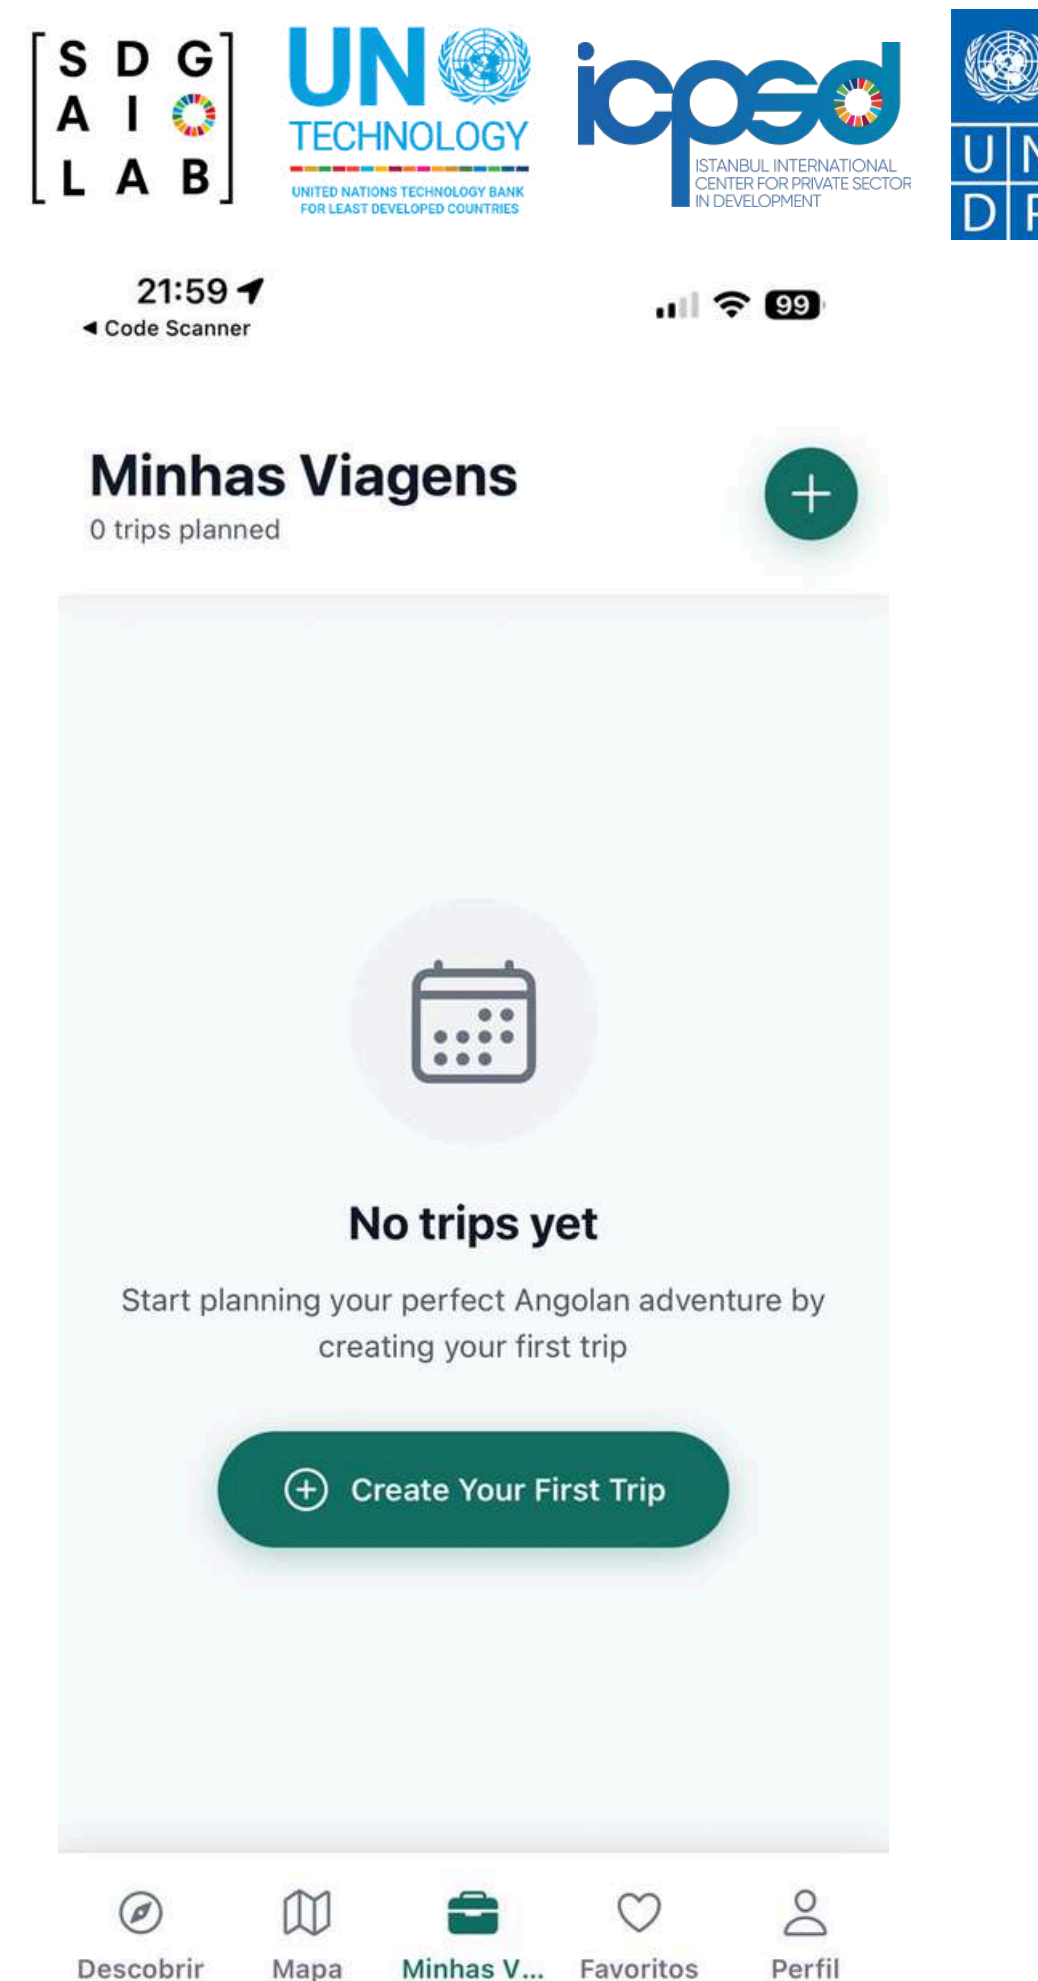 S D G
A I
L A B
UN
TECHNOLOGY
UNITED NATIONS TECHNOLOGY BANK
FOR LEAST DEVELOPED COUNTRIES
icpsd
ISTANBUL INTERNATIONAL
CENTER FOR PRIVATE SECTOR
IN DEVELOPMENT
U N
D P
21:59
99
◀ Code Scanner
Minhas Viagens
0 trips planned
No trips yet
Start planning your perfect Angolan adventure by
creating your first trip
Create Your First Trip
Descobrir
Mapa
Minhas V...
Favoritos
Perfil